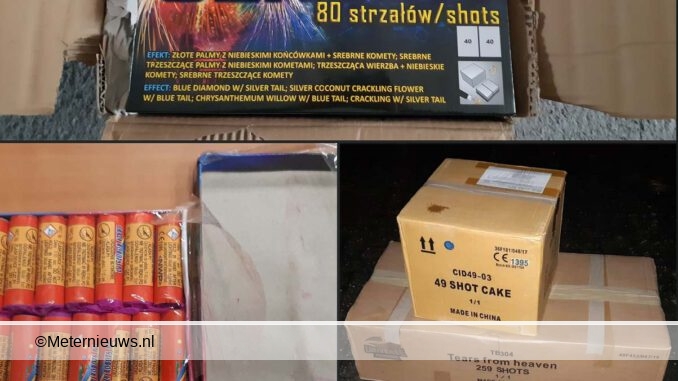 80 strzałów/shots
40 40
EFEKT: ZŁOTE PALMY Z NIEBIESKIMI KOŃCÓWKAMI + SREBRNE KOMETY; SREBRNE
TRZESZCZĄCE PALMY Z NIEBIESKIMI KOMETAMI; TRZESZCZĄCA WIERZBA + NIEBIESKIE
KOMETY; SREBRNE TRZESZCZĄCE KOMETY
EFFECT: BLUE DIAMOND W/ SILVER TAIL; SILVER COCONUT CRACKLING FLOWER
W/ BLUE TAIL; CHRYSANTHEMUM WILLOW W/ BLUE TAIL; CRACKLING W/ SILVER TAIL
CE 1395
CID49-03
49 SHOT CAKE
1/1
MADE IN CHINA
Tears from heaven
259 SHOTS
1/1
©Meternieuws.nl